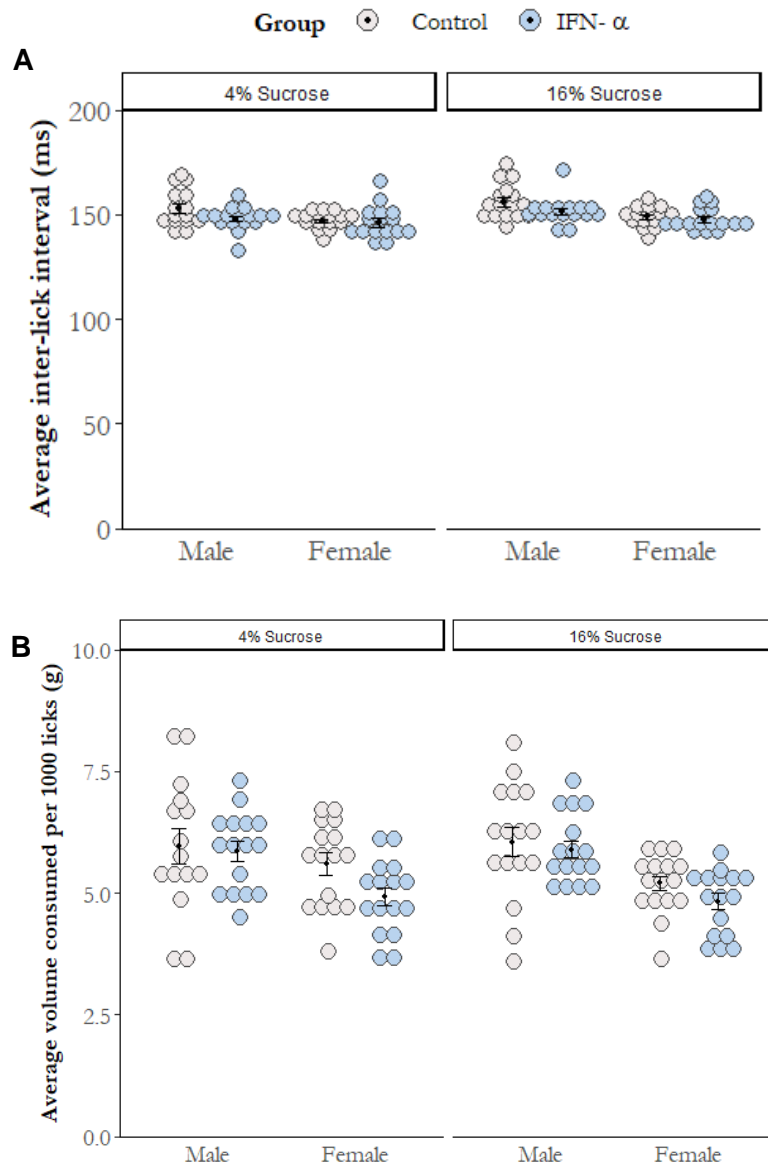 Group Control IFN- α
A
4% Sucrose 16% Sucrose
Average inter-lick interval (ms)
200
150
100
50
0
Male Female Male Female
B
4% Sucrose 16% Sucrose
Average volume consumed per 1000 licks (g)
10.0
7.5
5.0
2.5
0.0
Male Female Male Female